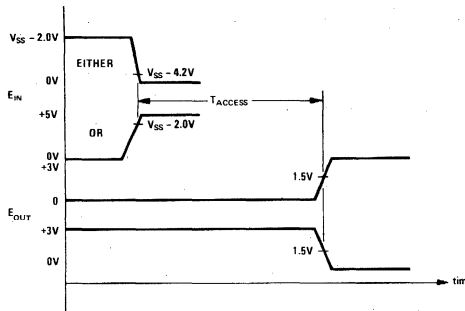 V_SS – 2.0V
EITHER
0V
V_SS – 4.2V
E_IN
T_ACCESS
+5V
V_SS – 2.0V
OR
0V
+3V
1.5V
0
E_OUT
+3V
1.5V
0V
tim